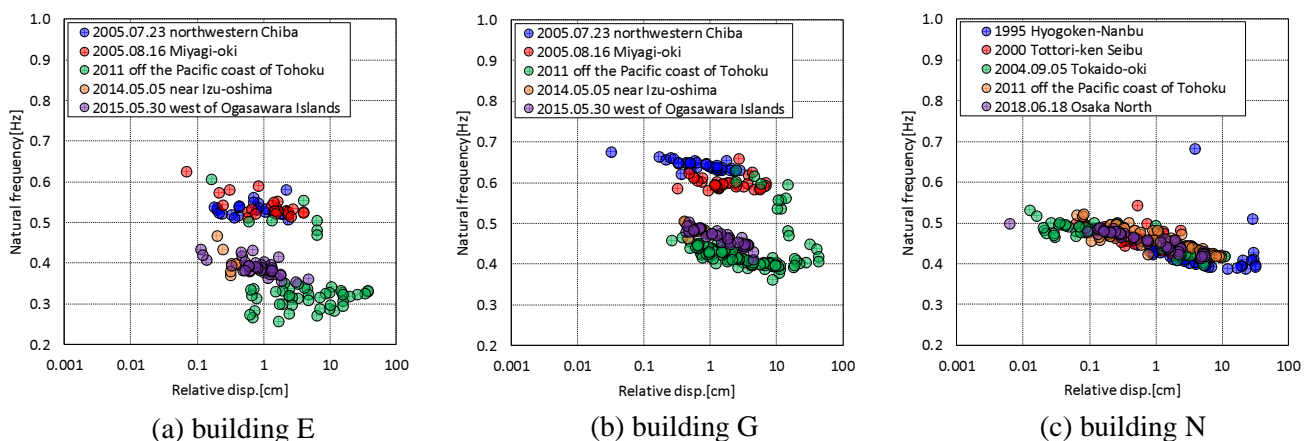 2005.07.23 northwestern Chiba
2005.08.16 Miyagi-oki
2011 off the Pacific coast of Tohoku
2014.05.05 near Izu-oshima
2015.05.30 west of Ogasawara Islands
Natural frequency[Hz]
1.0
0.9
0.8
0.7
0.6
0.5
0.4
0.3
0.2
0.001
0.01
0.1
1
10
100
Relative disp.[cm]
(a) building E
2005.07.23 northwestern Chiba
2005.08.16 Miyagi-oki
2011 off the Pacific coast of Tohoku
2014.05.05 near Izu-oshima
2015.05.30 west of Ogasawara Islands
Natural frequency[Hz]
1.0
0.9
0.8
0.7
0.6
0.5
0.4
0.3
0.2
0.001
0.01
0.1
1
10
100
Relative disp.[cm]
(b) building G
1995 Hyogoken-Nanbu
2000 Tottori-ken Seibu
2004.09.05 Tokaido-oki
2011 off the Pacific coast of Tohoku
2018.06.18 Osaka North
Natural frequency[Hz]
1.0
0.9
0.8
0.7
0.6
0.5
0.4
0.3
0.2
0.001
0.01
0.1
1
10
100
Relative disp.[cm]
(c) building N